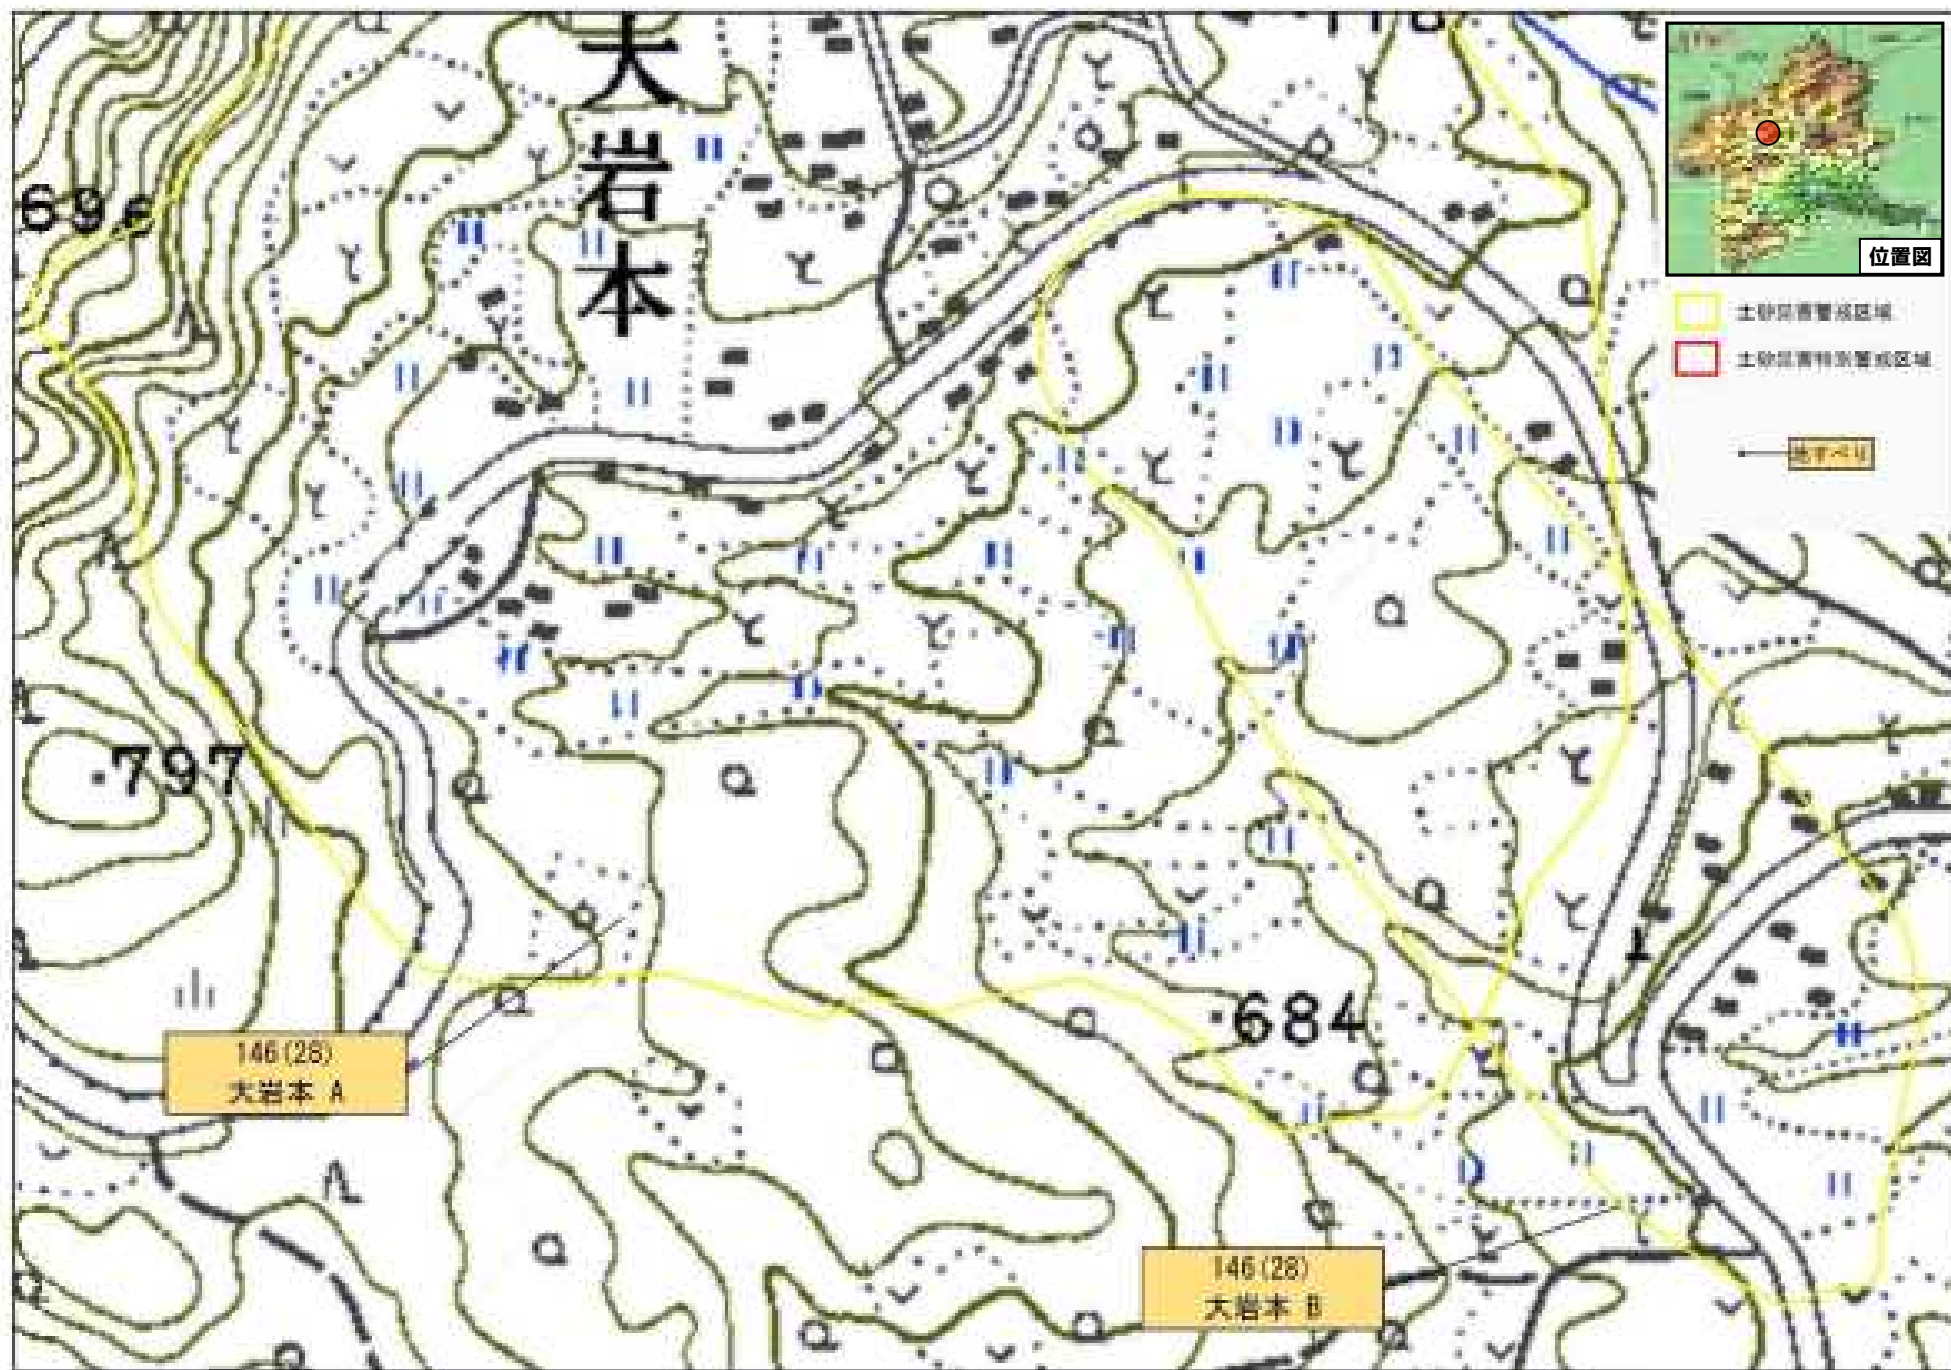 大岩本
118
696
位置図
土砂災害警戒区域
土砂災害特別警戒区域
地すべり
797
684
146(28)
大岩本 A
146(28)
大岩本 B